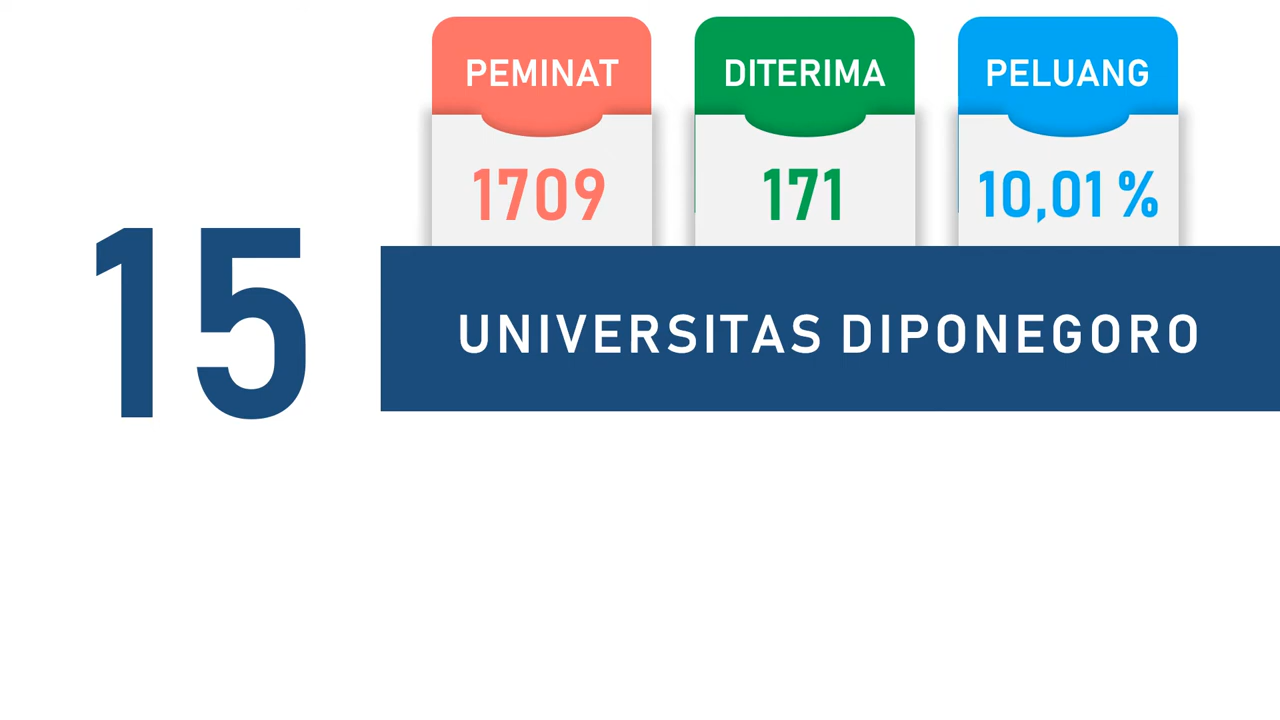 PEMINAT DITERIMA PELUANG
1709 171 10,01 %
15
UNIVERSITAS DIPONEGORO